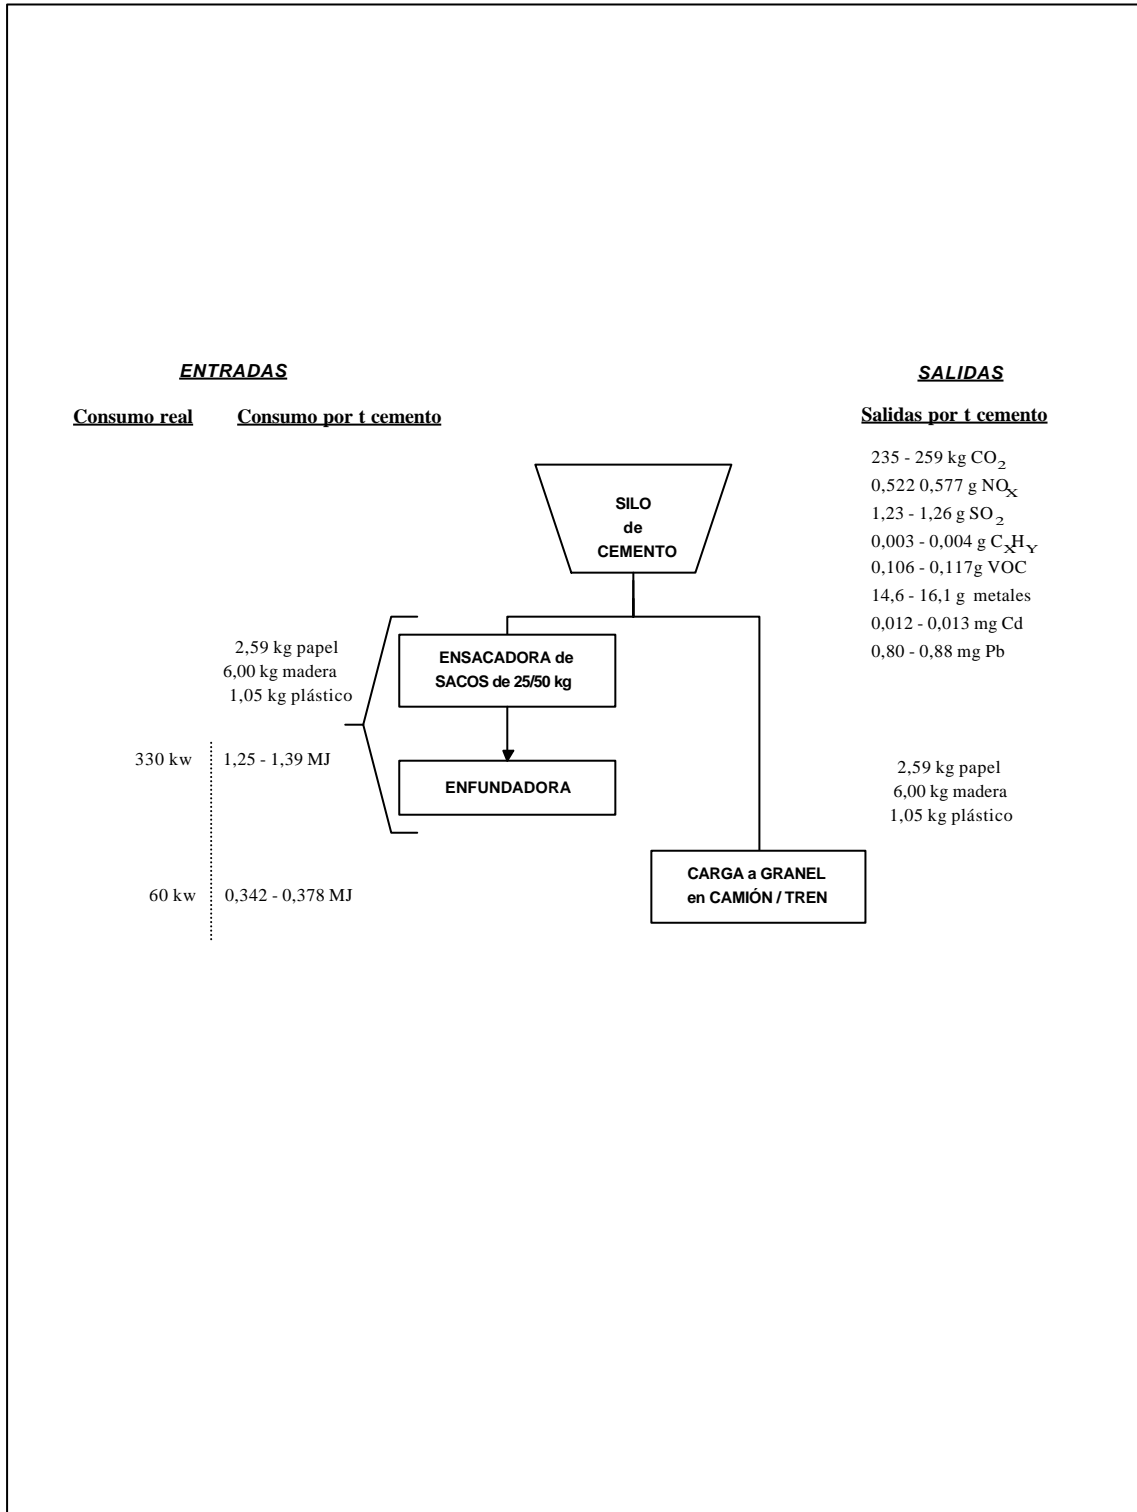 ENTRADAS
SALIDAS
Consumo real
Consumo por t cemento
Salidas por t cemento
235 - 259 kg CO2
0,522 0,577 g NOX
1,23 - 1,26 g SO2
0,003 - 0,004 g CXHY
0,106 - 0,117g VOC
14,6 - 16,1 g metales
0,012 - 0,013 mg Cd
0,80 - 0,88 mg Pb
SILO
de
CEMENTO
2,59 kg papel
6,00 kg madera
1,05 kg plástico
ENSACADORA de
SACOS de 25/50 kg
330 kw
1,25 - 1,39 MJ
ENFUNDADORA
2,59 kg papel
6,00 kg madera
1,05 kg plástico
60 kw
0,342 - 0,378 MJ
CARGA a GRANEL
en CAMIÓN / TREN